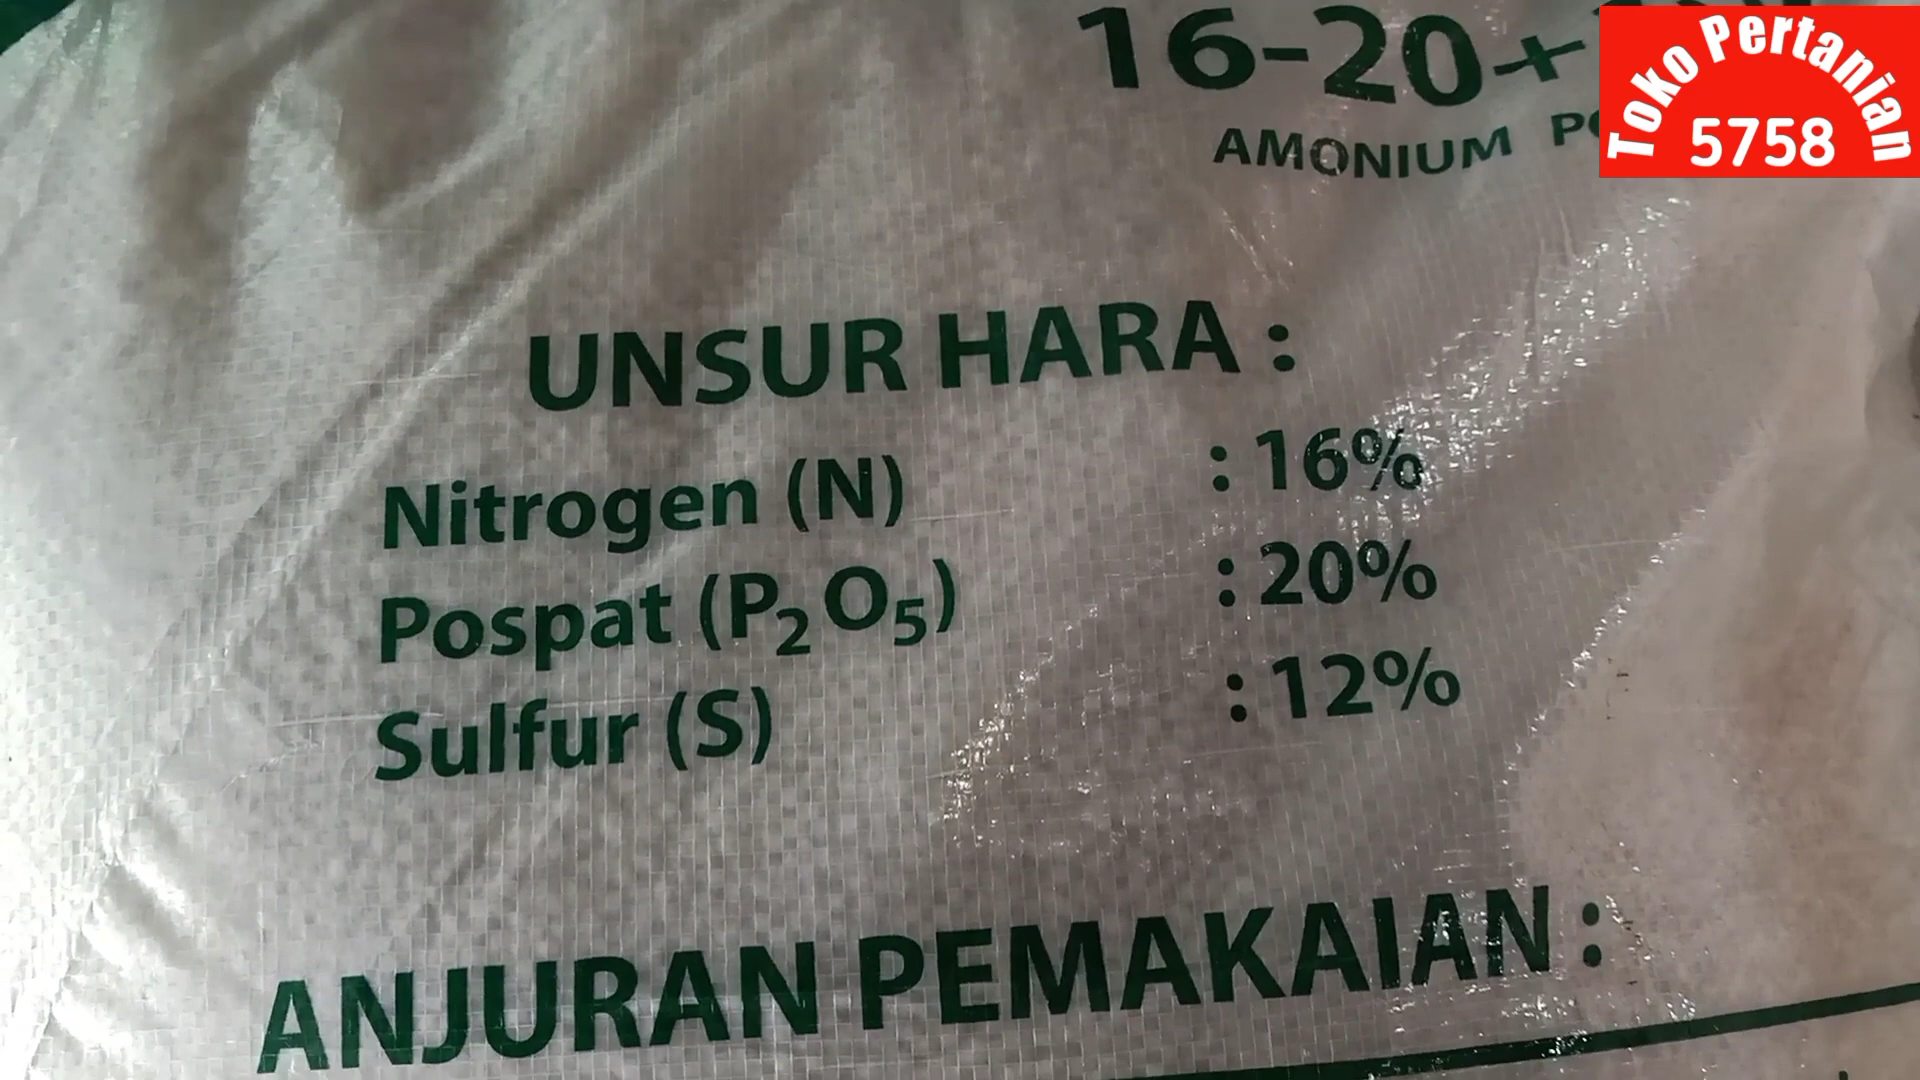 16-20+
AMONIUM
Toko Pertanian
5758
UNSUR HARA :
Nitrogen (N) : 16%
Pospat (P₂O₅) : 20%
Sulfur (S) : 12%
ANJURAN PEMAKAIAN :